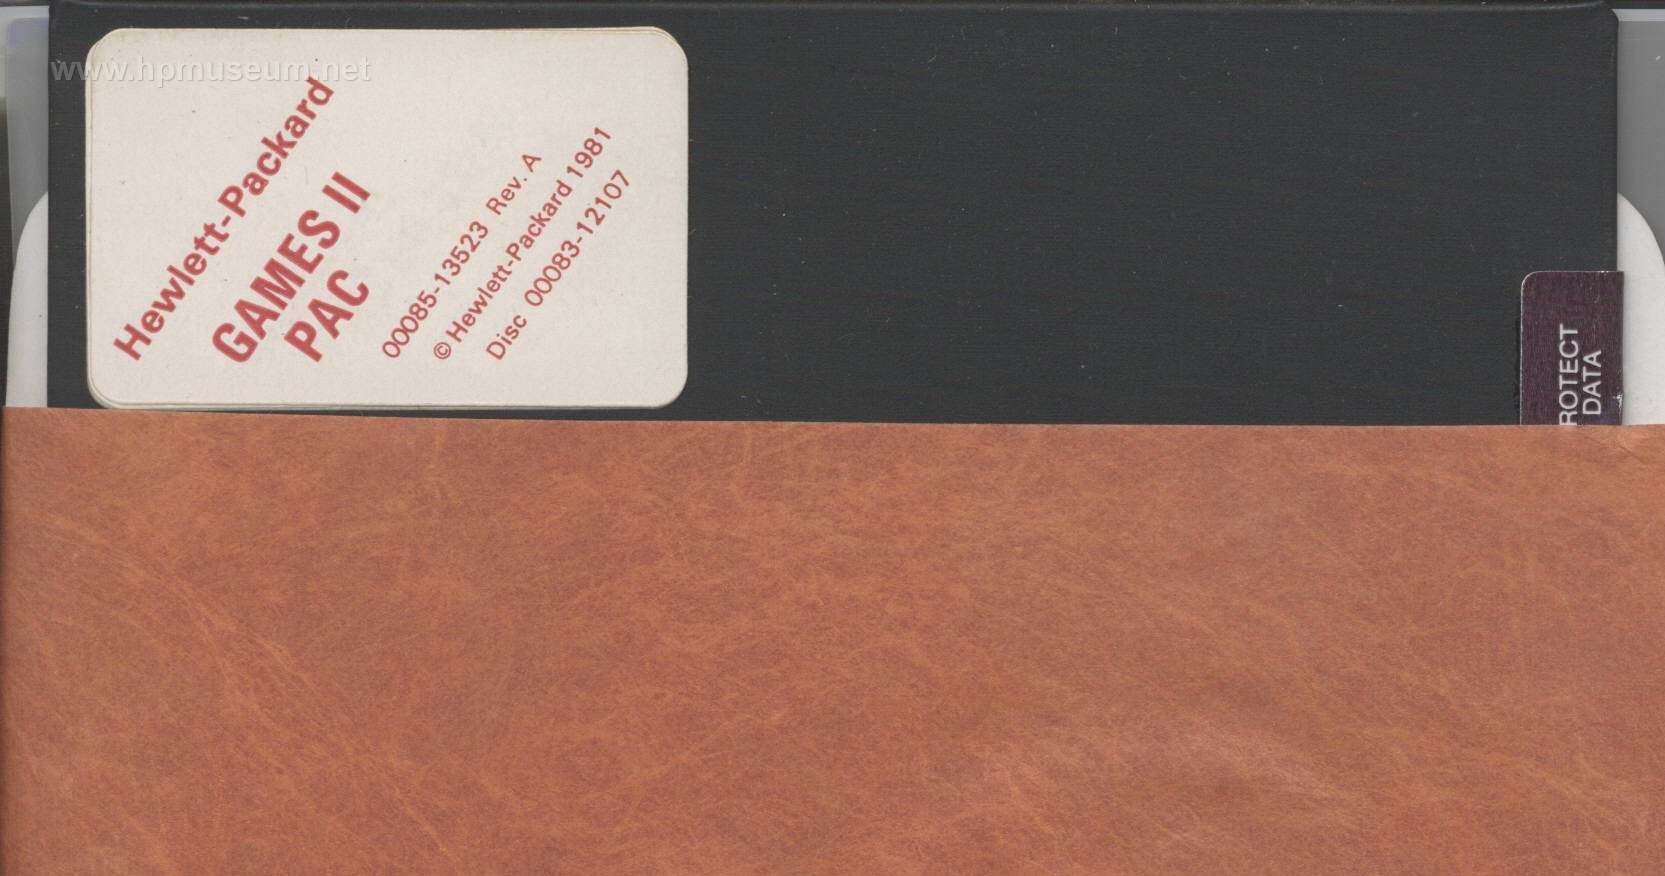 www.hpmuseum.net
Hewlett-Packard
GAMES II
PAC
00085-13523 Rev. A
© Hewlett-Packard 1981
Disc 00083-12107
ROTECT
DATA